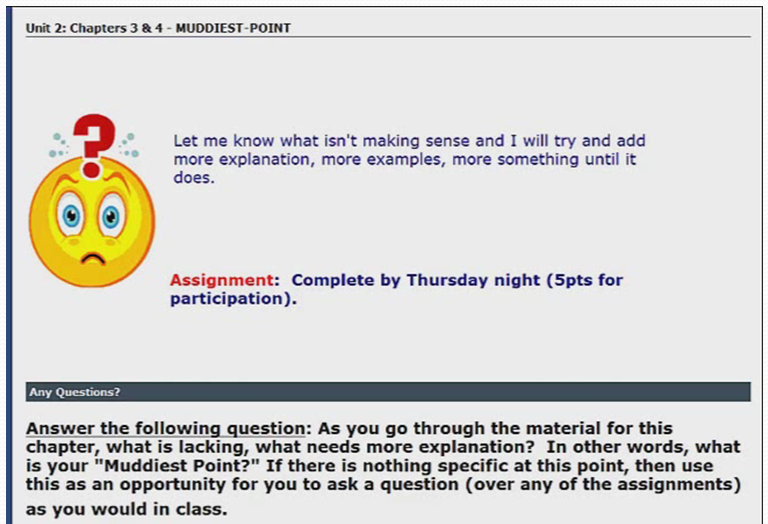 Unit 2: Chapters 3 & 4 - MUDDIEST-POINT
?
Let me know what isn't making sense and I will try and add
more explanation, more examples, more something until it
does.
Assignment: Complete by Thursday night (5pts for
participation).
Any Questions?
Answer the following question: As you go through the material for this
chapter, what is lacking, what needs more explanation? In other words, what
is your "Muddiest Point?" If there is nothing specific at this point, then use
this as an opportunity for you to ask a question (over any of the assignments)
as you would in class.